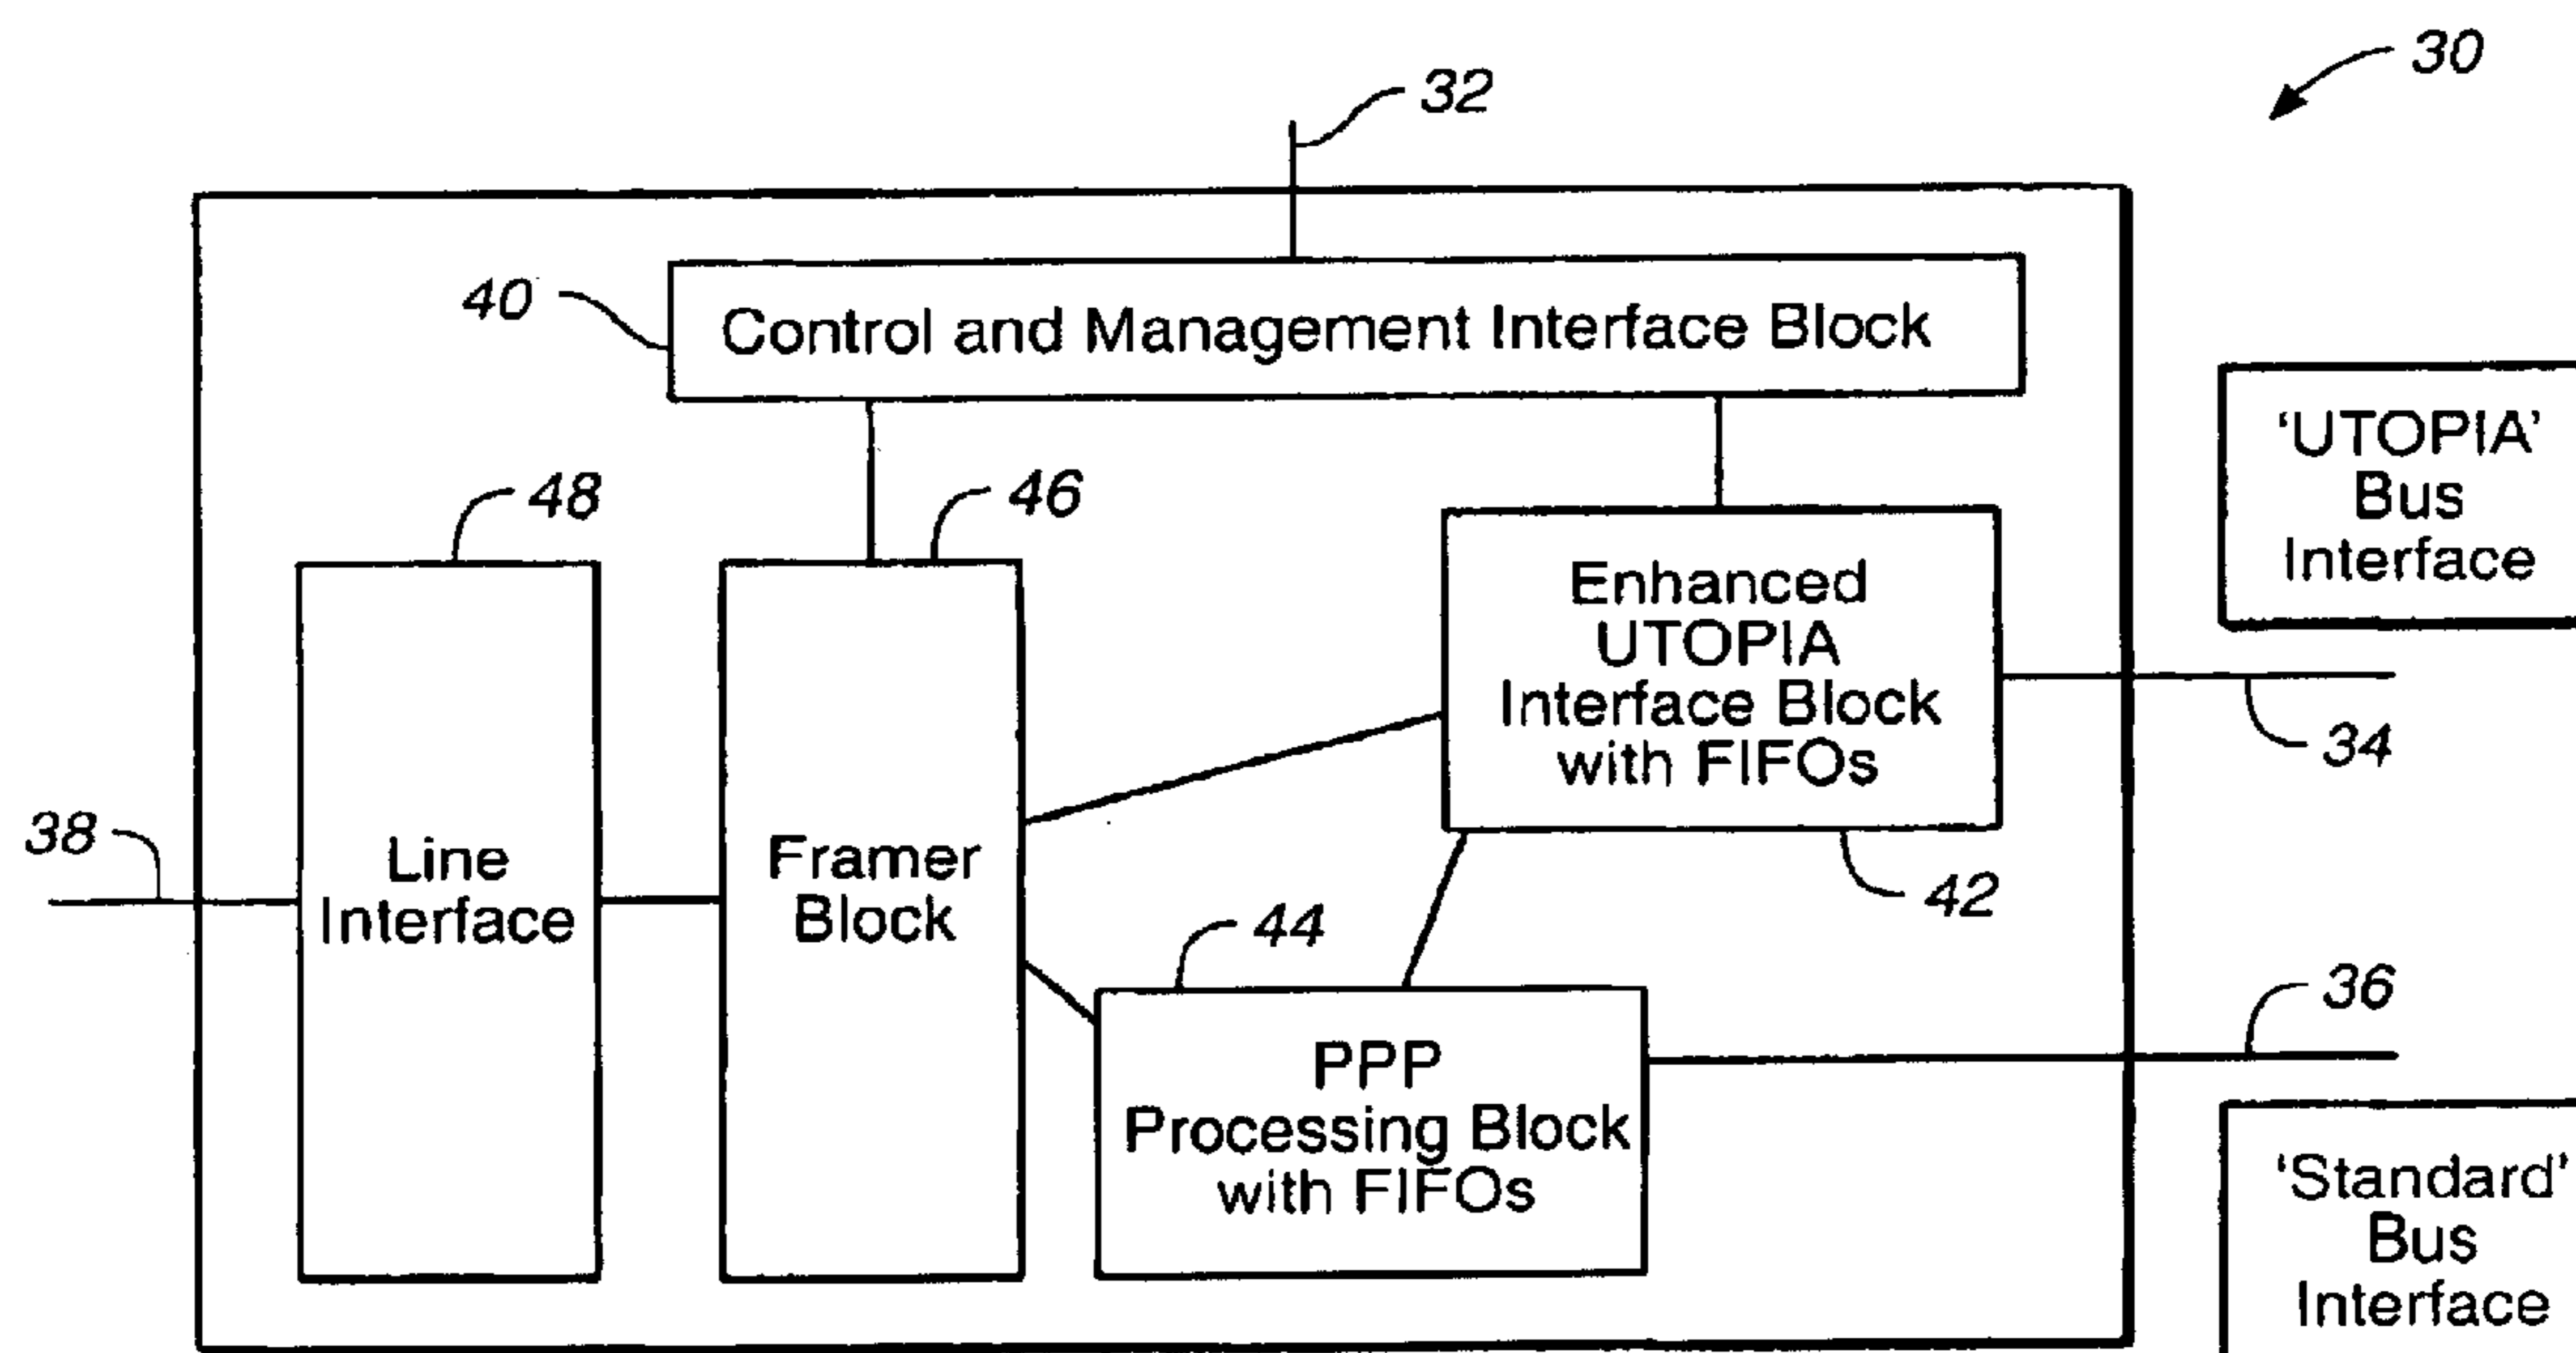 30
32
40
Control and Management Interface Block
'UTOPIA'
Bus
Interface
48
46
Enhanced
UTOPIA
Interface Block
with FIFOs
34
38
Line
Interface
Framer
Block
42
44
36
PPP
Processing Block
with FIFOs
'Standard'
Bus
Interface